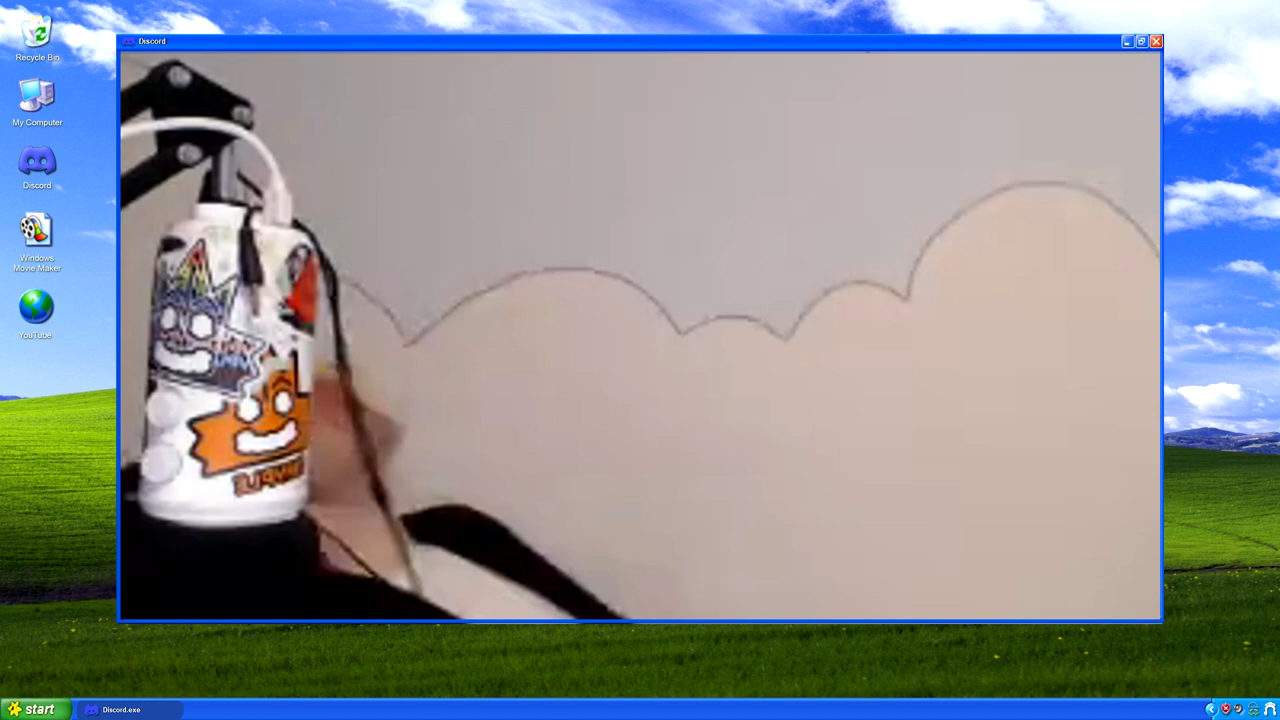 Discord
Recycle Bin
My Computer
Discord
Windows
Movie Maker
YouTube
start
Discord.exe